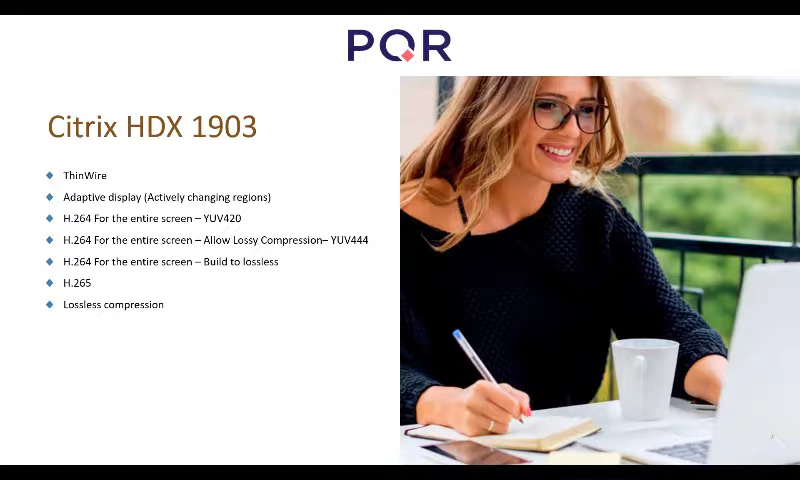 PQR
Citrix HDX 1903
ThinWire
Adaptive display (Actively changing regions)
H.264 For the entire screen – YUV420
H.264 For the entire screen – Allow Lossy Compression– YUV444
H.264 For the entire screen – Build to lossless
H.265
Lossless compression